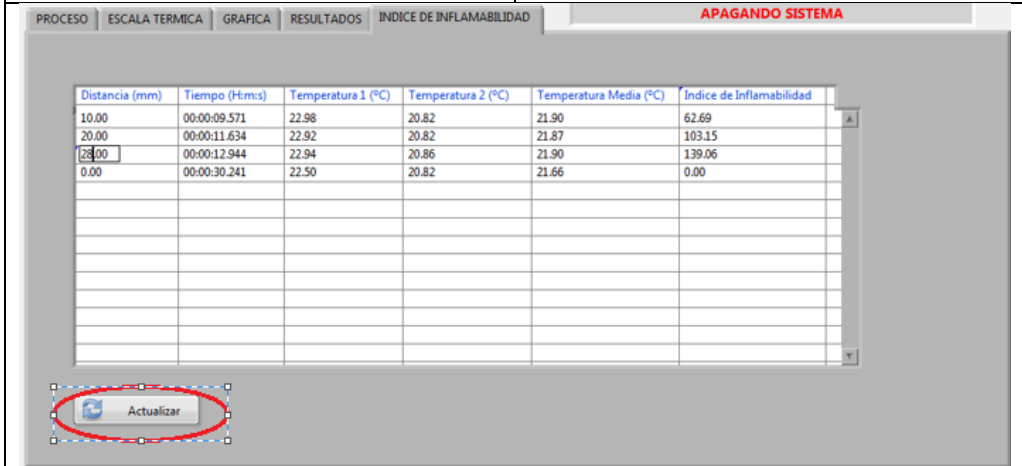 PROCESO ESCALA TERMICA GRAFICA RESULTADOS INDICE DE INFLAMABILIDAD APAGANDO SISTEMA
Distancia (mm) Tiempo (H:m:s) Temperatura 1 (ºC) Temperatura 2 (ºC) Temperatura Media (ºC) Indice de Inflamabilidad
10.00 00:00:09.571 22.98 20.82 21.90 62.69
20.00 00:00:11.634 22.92 20.82 21.87 103.15
28.00 00:00:12.944 22.94 20.86 21.90 139.06
0.00 00:00:30.241 22.50 20.82 21.66 0.00
Actualizar